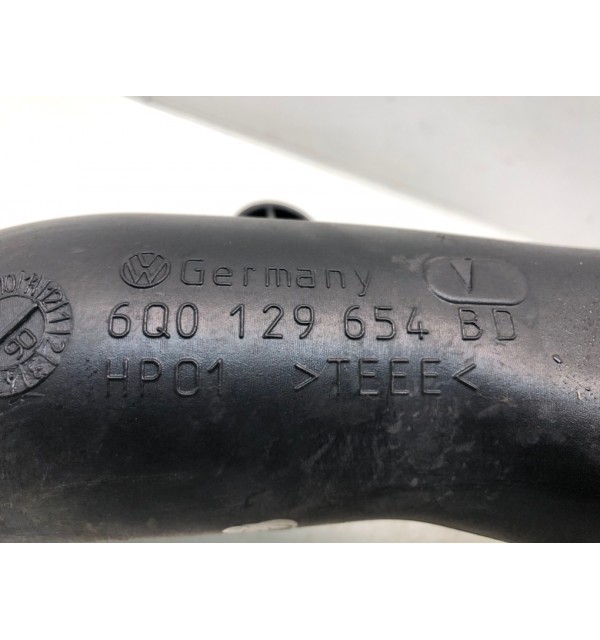 Germany
6Q0 129 654 BD
HP01 >TEEE<